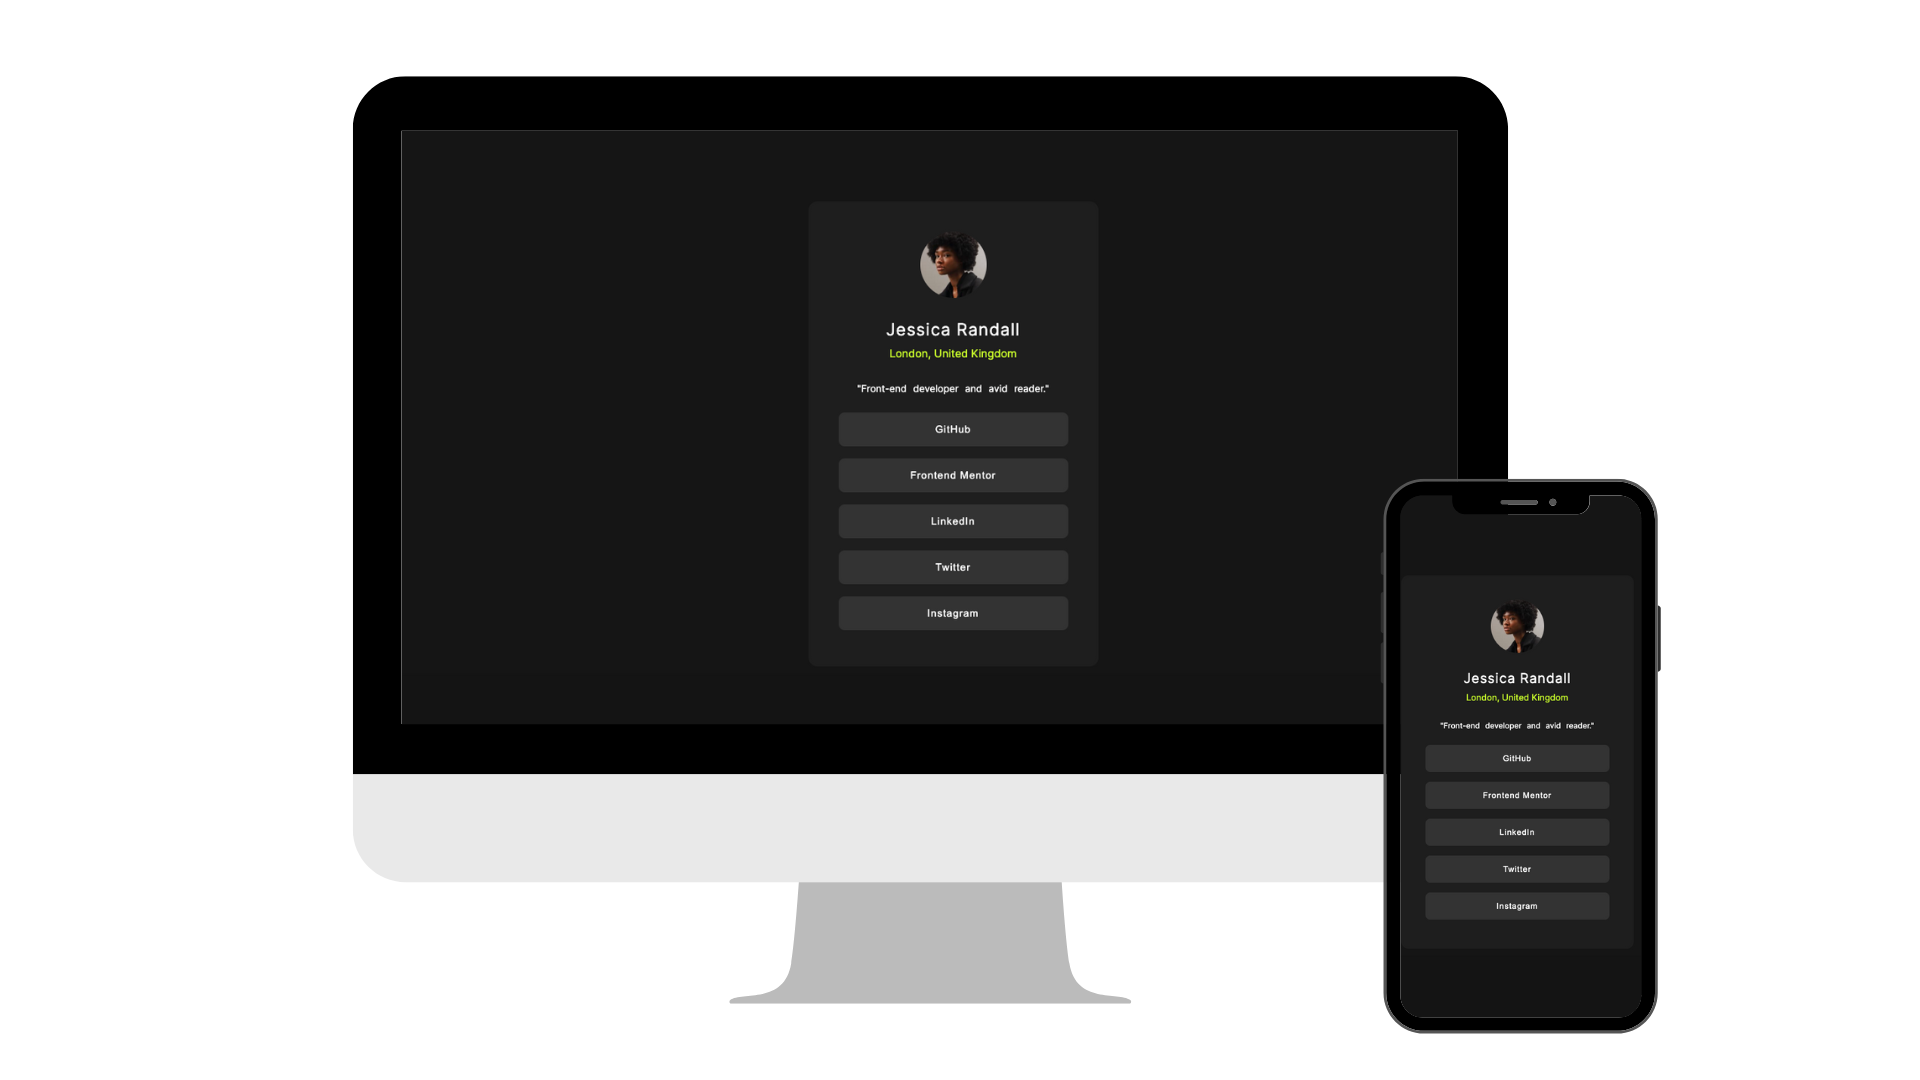 Jessica Randall
London, United Kingdom
"Front-end developer and avid reader."
GitHub
Frontend Mentor
LinkedIn
Twitter
Instagram
Jessica Randall
London, United Kingdom
"Front-end developer and avid reader."
GitHub
Frontend Mentor
LinkedIn
Twitter
Instagram